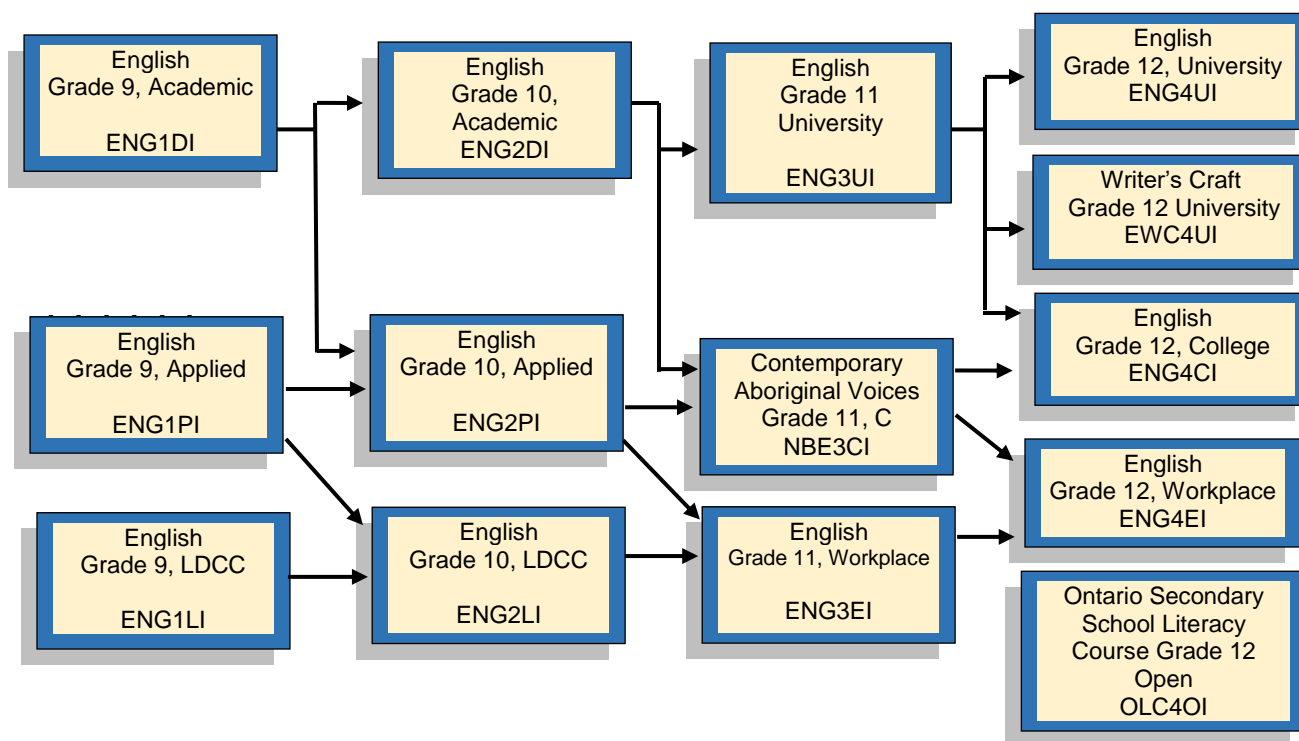 English
Grade 9, Academic
ENG1DI
English
Grade 10,
Academic
ENG2DI
English
Grade 11
University
ENG3UI
English
Grade 12, University
ENG4UI
Writer's Craft
Grade 12 University
EWC4UI
English
Grade 12, College
ENG4CI
English
Grade 9, Applied
ENG1PI
English
Grade 10, Applied
ENG2PI
Contemporary
Aboriginal Voices
Grade 11, C
NBE3CI
English
Grade 12, Workplace
ENG4EI
English
Grade 9, LDCC
ENG1LI
English
Grade 10, LDCC
ENG2LI
English
Grade 11, Workplace
ENG3EI
Ontario Secondary
School Literacy
Course Grade 12
Open
OLC4OI